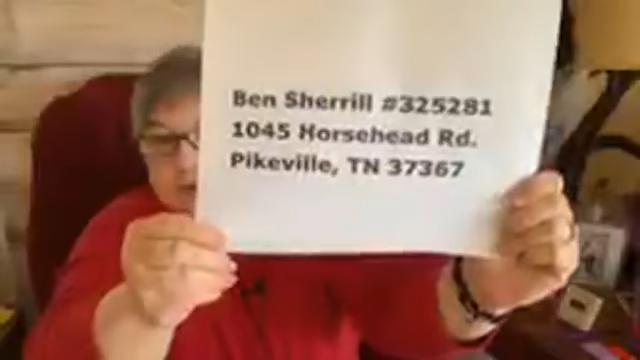 Ben Sherrill #325281
1045 Horsehead Rd.
Pikeville, TN 37367